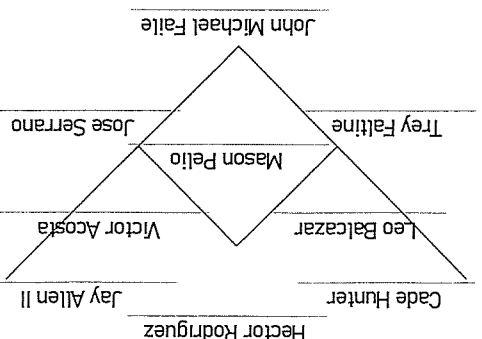 Hector Rodriguez
Cade Hunter
Jay Allen II
Leo Balcazar
Victor Acosta
Mason Pelio
Trey Faltine
Jose Serrano
John Michael Faile